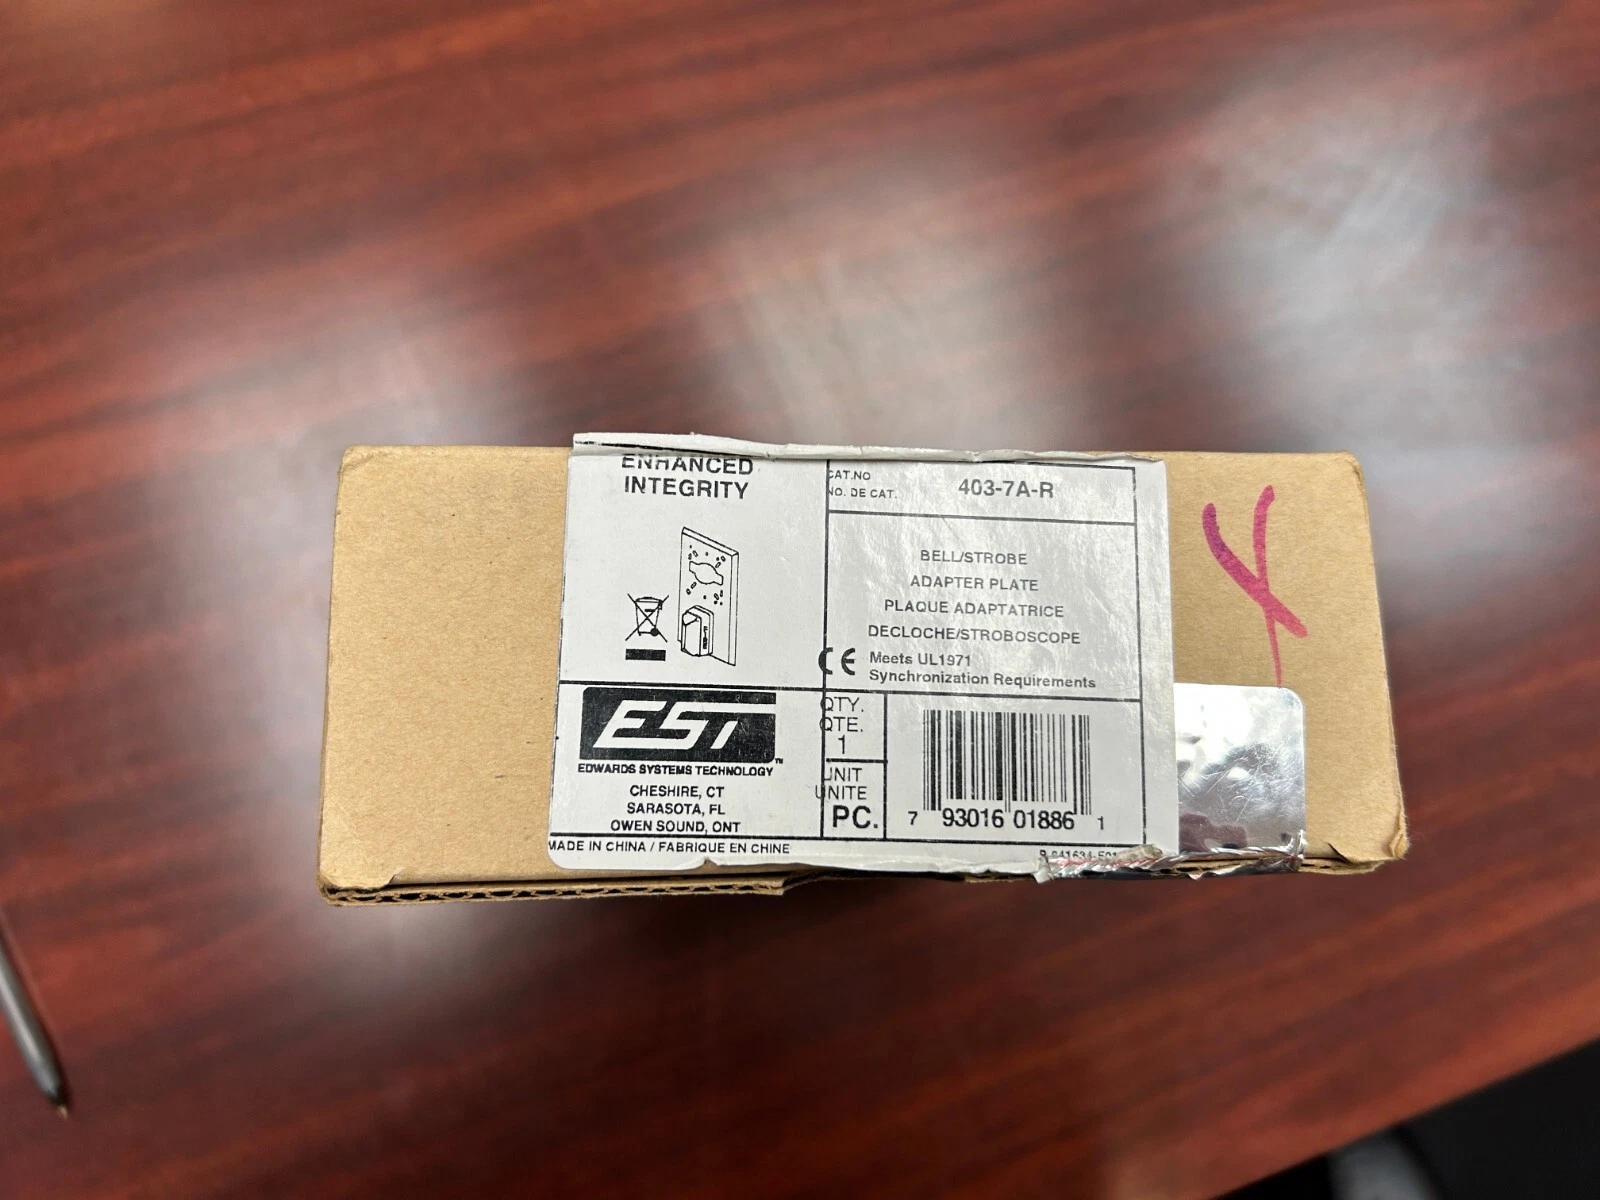 ENHANCED
INTEGRITY
CAT.NO
NO. DE CAT.
403-7A-R
BELL/STROBE
ADAPTER PLATE
PLAQUE ADAPTATRICE
DECLOCHE/STROBOSCOPE
CE
Meets UL1971
Synchronization Requirements
EST
TM
EDWARDS SYSTEMS TECHNOLOGY
CHESHIRE, CT
SARASOTA, FL
OWEN SOUND, ONT
QTY.
QTE.
1
UNIT
UNITE
PC.
7 93016 01886 1
MADE IN CHINA / FABRIQUE EN CHINE